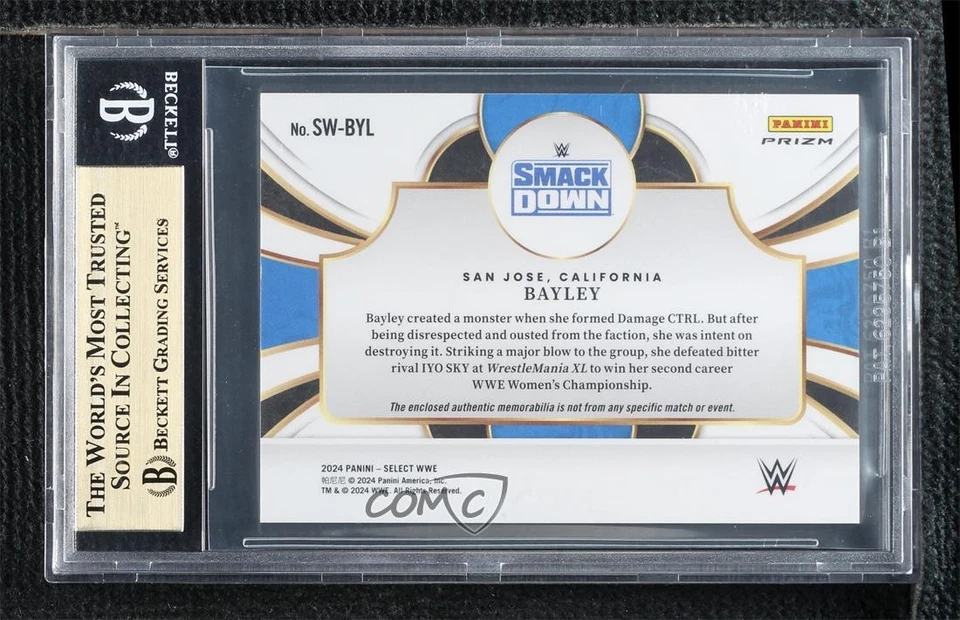 BECKETT®
B
THE WORLD'S MOST TRUSTED
SOURCE IN COLLECTING™
B BECKETT GRADING SERVICES
No. SW-BYL
PANINI
PRIZM
W
SMACK
DOWN
SAN JOSE, CALIFORNIA
BAYLEY
Bayley created a monster when she formed Damage CTRL. But after
being disrespected and ousted from the faction, she was intent on
destroying it. Striking a major blow to the group, she defeated bitter
rival IYO SKY at WrestleMania XL to win her second career
WWE Women's Championship.
The enclosed authentic memorabilia is not from any specific match or event.
2024 PANINI – SELECT WWE
帕尼尼 © 2024 Panini America, Inc.
TM & © 2024 WWE. All Rights Reserved.
COMC
W